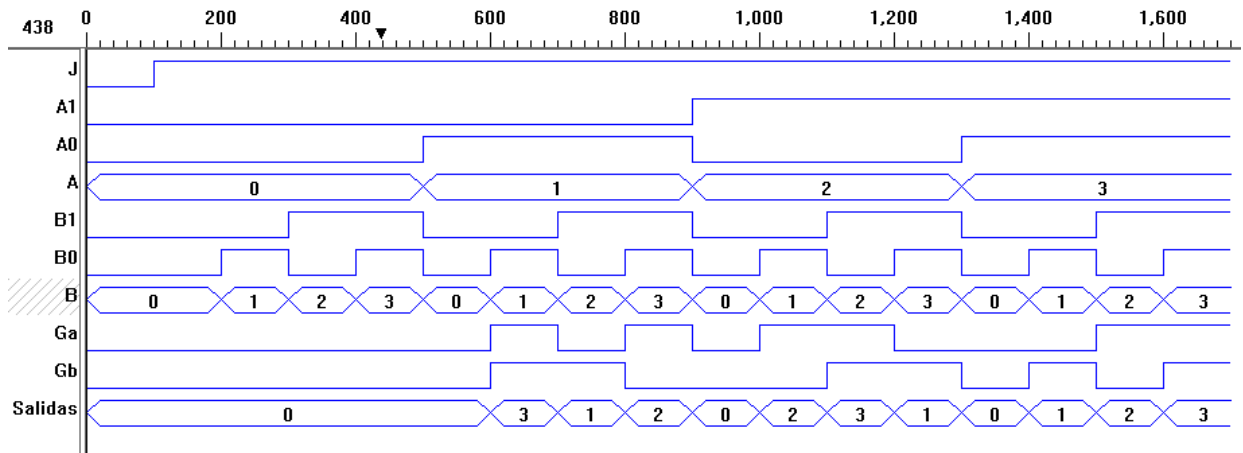 438 0 200 400 600 800 1,000 1,200 1,400 1,600
J
A1
A0
A 0 1 2 3
B1
B0
B 0 1 2 3 0 1 2 3 0 1 2 3 0 1 2 3
Ga
Gb
Salidas 0 3 1 2 0 2 3 1 0 1 2 3